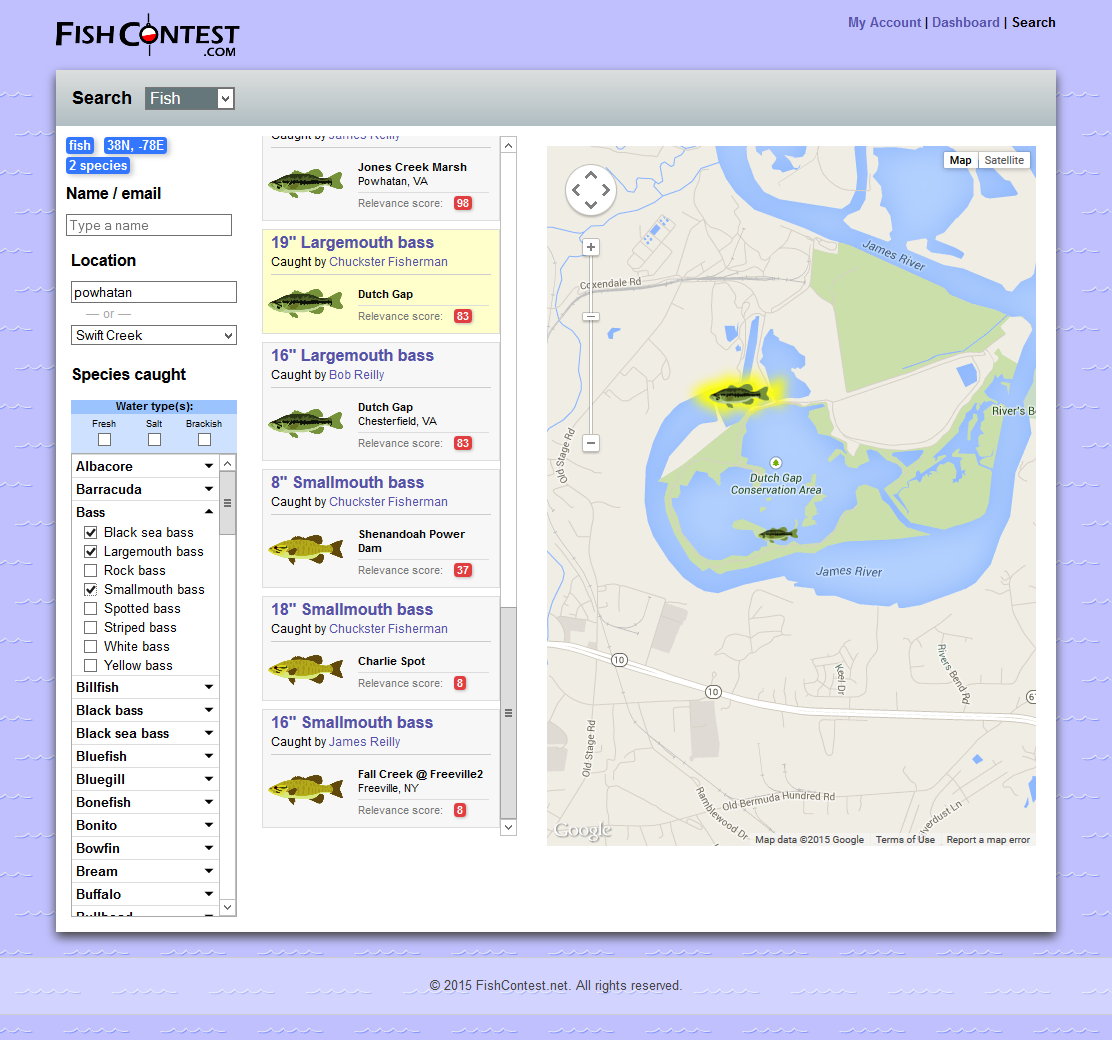 FISHCONTEST
.COM
My Account | Dashboard | Search
Search Fish
fish 38N, -78E
2 species
Name / email
Type a name
Location
powhatan
— or —
Swift Creek
Species caught
Water type(s):
Fresh Salt Brackish
Albacore
Barracuda
Bass
Black sea bass
Largemouth bass
Rock bass
Smallmouth bass
Spotted bass
Striped bass
White bass
Yellow bass
Billfish
Black bass
Black sea bass
Bluefish
Bluegill
Bonefish
Bonito
Bowfin
Bream
Buffalo
Bullhead
Caught by James Reilly
Jones Creek Marsh
Powhatan, VA
Relevance score: 98
19" Largemouth bass
Caught by Chuckster Fisherman
Dutch Gap
Relevance score: 83
16" Largemouth bass
Caught by Bob Reilly
Dutch Gap
Chesterfield, VA
Relevance score: 83
8" Smallmouth bass
Caught by Chuckster Fisherman
Shenandoah Power
Dam
Relevance score: 37
18" Smallmouth bass
Caught by Chuckster Fisherman
Charlie Spot
Relevance score: 8
16" Smallmouth bass
Caught by James Reilly
Fall Creek @ Freeville2
Freeville, NY
Relevance score: 8
Map Satellite
James River
Coxendale Rd
River's B
Old Stage Rd
Dutch Gap
Conservation Area
James River
10
10
Keel Dr
Rivers Bend Rd
6
Old Stage Rd
Ramblewood Dr
Old Bermuda Hundred Rd
lverdust Ln
Google
Map data ©2015 Google Terms of Use Report a map error
© 2015 FishContest.net. All rights reserved.